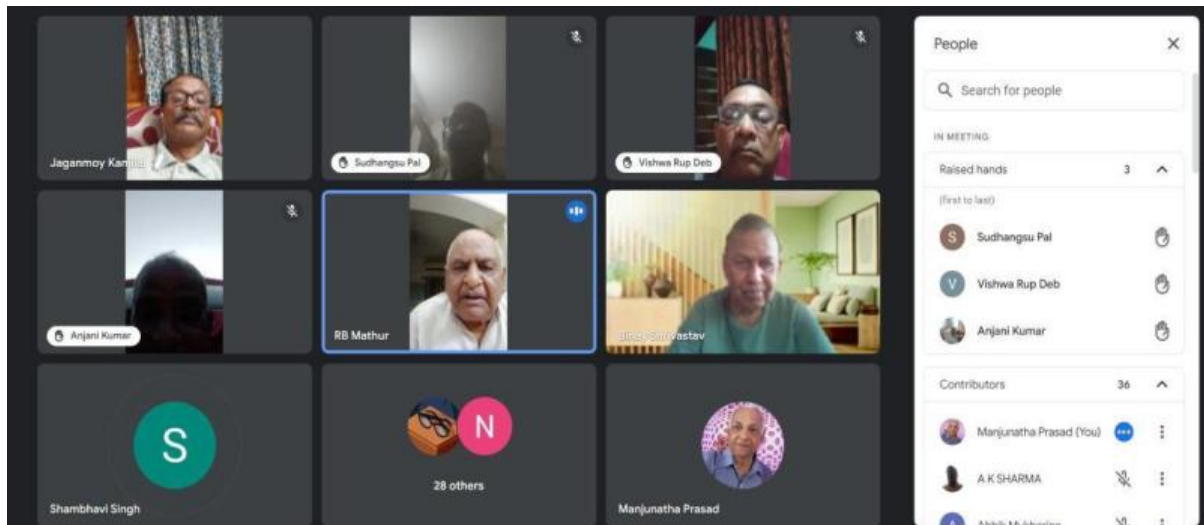 Jaganmoy
Sudhangsu Pal
Vishwa Rup Deb
Anjani Kumar
RB Mathur
S
N
28 others
Shambhavi Singh
Manjunatha Prasad
People
Search for people
IN MEETING
Raised hands 3
(first to last)
S Sudhangsu Pal
V Vishwa Rup Deb
Anjani Kumar
Contributors 36
Manjunatha Prasad (You)
A K SHARMA